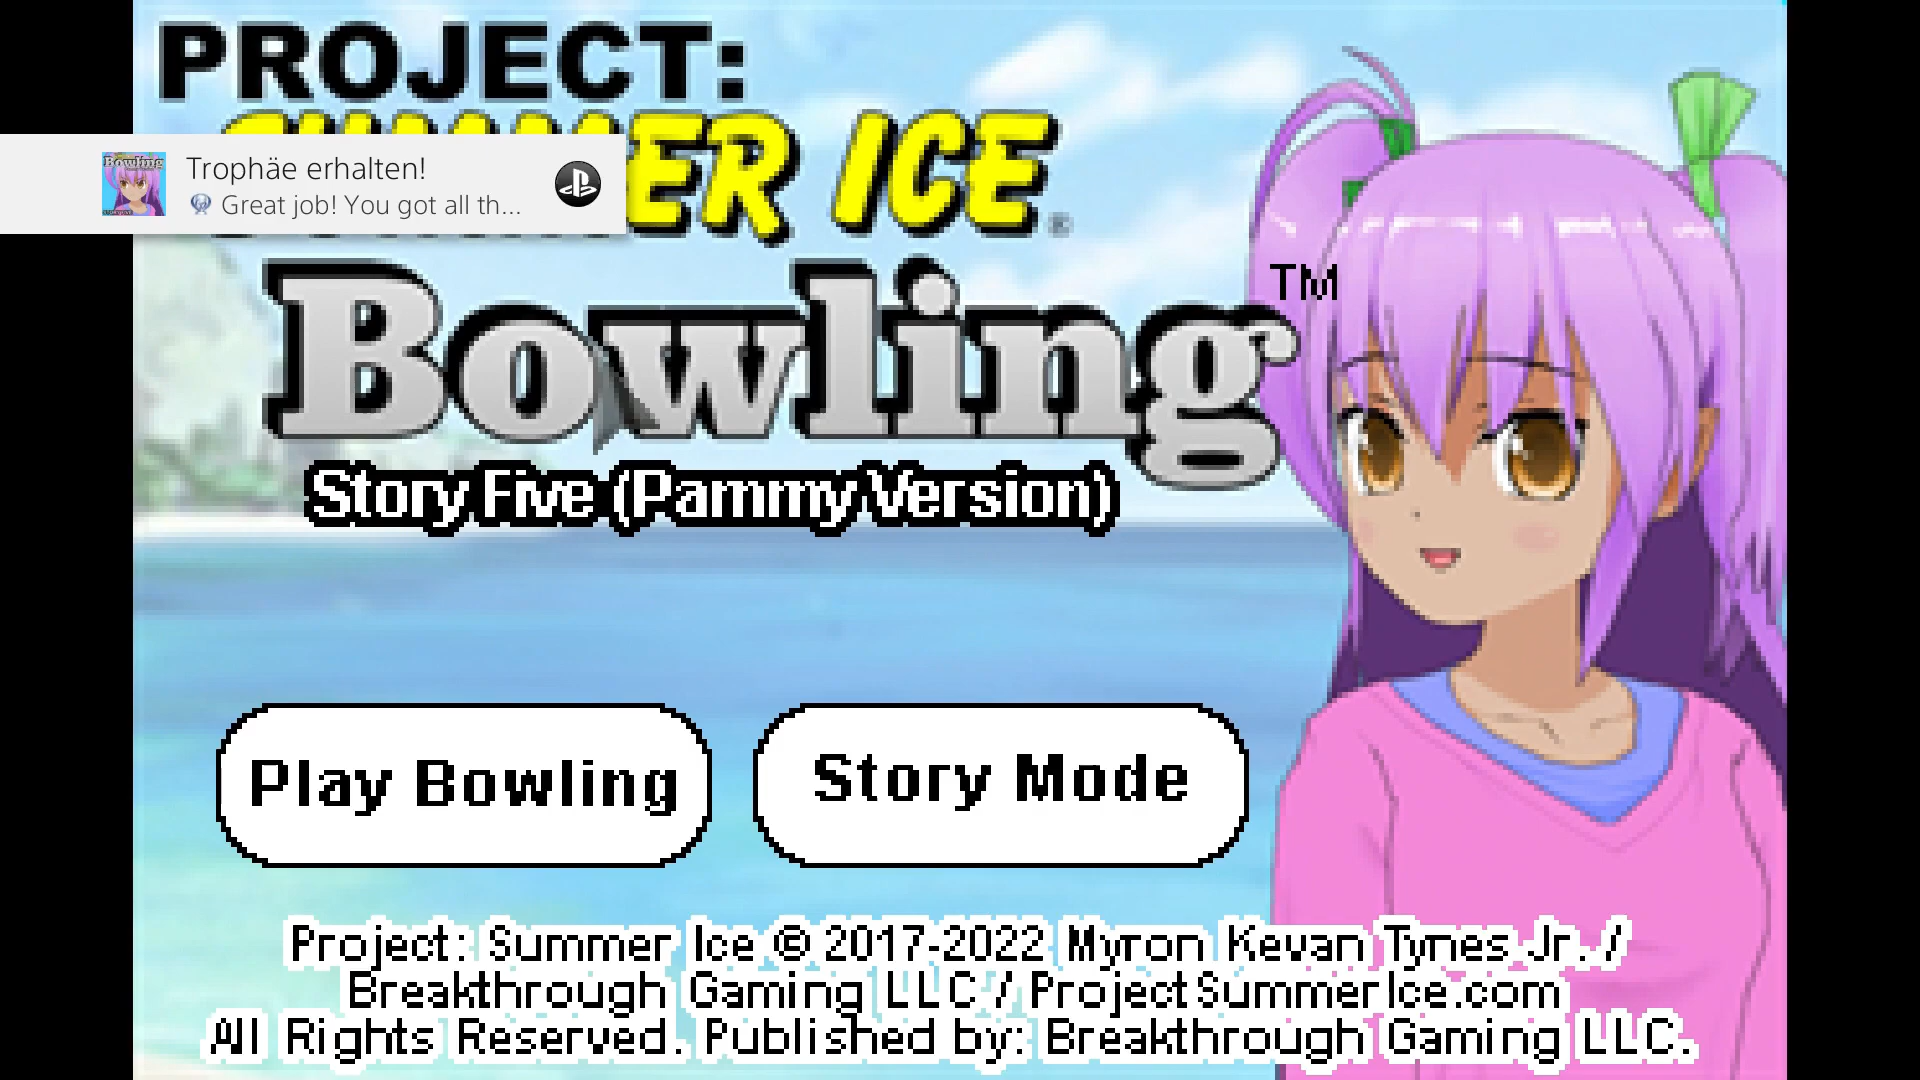 PROJECT:
ER ICE®
Bowling
Trophäe erhalten!
Great job! You got all th...
Bowling™
Story Five (Pammy Version)
Play Bowling
Story Mode
Project: Summer Ice © 2017-2022 Myron Kevan Tynes Jr. /
Breakthrough Gaming LLC / ProjectSummerIce.com
All Rights Reserved. Published by: Breakthrough Gaming LLC.